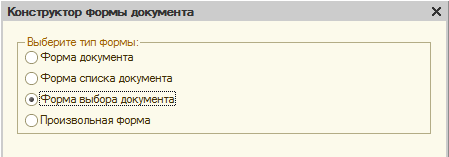 Конструктор формы документа
Выберите тип формы:
Форма документа
Форма списка документа
Форма выбора документа
Произвольная форма